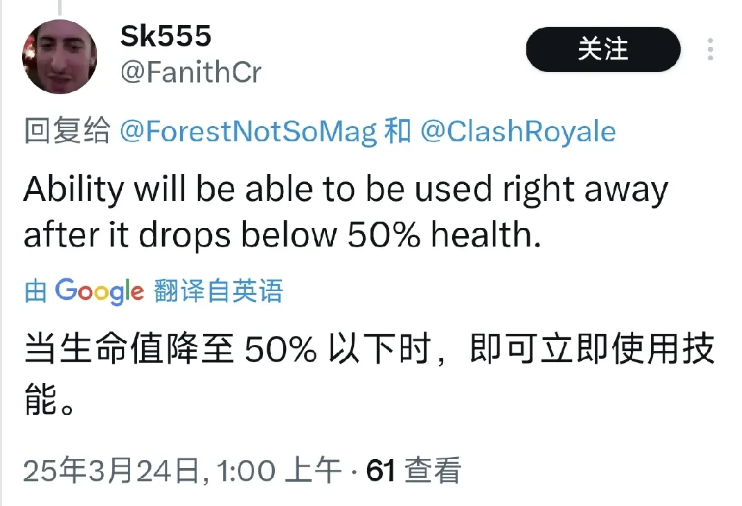 Sk555
关注
@FanithCr
回复给 @ForestNotSoMag 和 @ClashRoyale
Ability will be able to be used right away
after it drops below 50% health.
由 Google 翻译自英语
当生命值降至 50% 以下时，即可立即使用技
能。
25年3月24日, 1:00 上午 · 61 查看